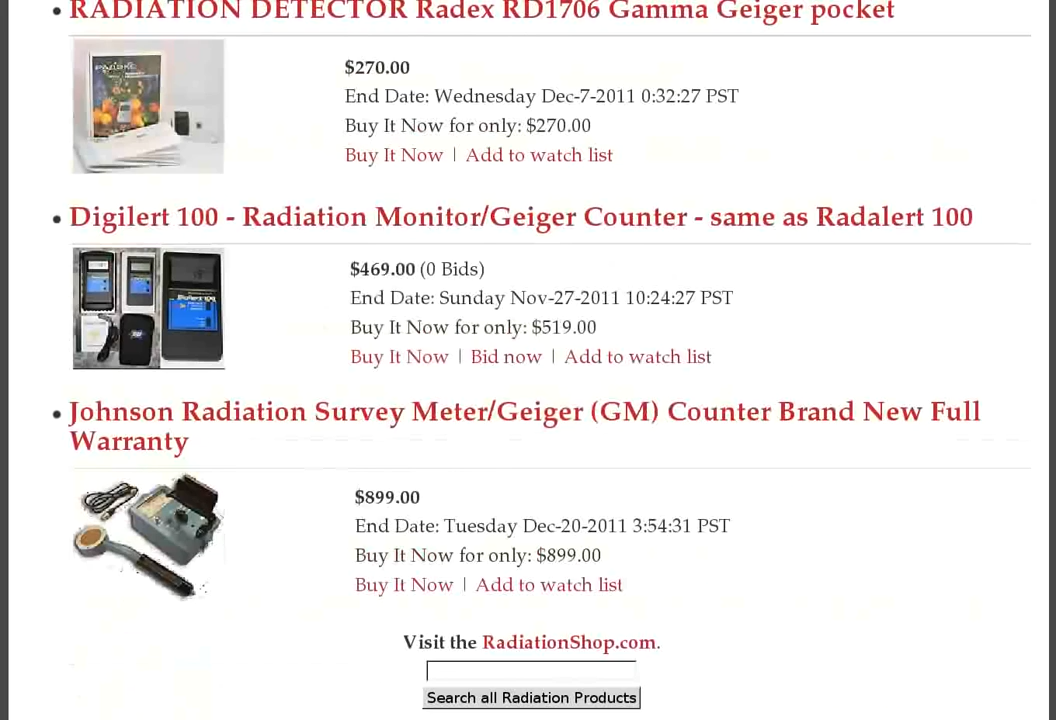 RADIATION DETECTOR Radex RD1706 Gamma Geiger pocket
$270.00
End Date: Wednesday Dec-7-2011 0:32:27 PST
Buy It Now for only: $270.00
Buy It Now | Add to watch list
Digilert 100 - Radiation Monitor/Geiger Counter - same as Radalert 100
$469.00 (0 Bids)
End Date: Sunday Nov-27-2011 10:24:27 PST
Buy It Now for only: $519.00
Buy It Now | Bid now | Add to watch list
Johnson Radiation Survey Meter/Geiger (GM) Counter Brand New Full
Warranty
$899.00
End Date: Tuesday Dec-20-2011 3:54:31 PST
Buy It Now for only: $899.00
Buy It Now | Add to watch list
Visit the RadiationShop.com.
Search all Radiation Products